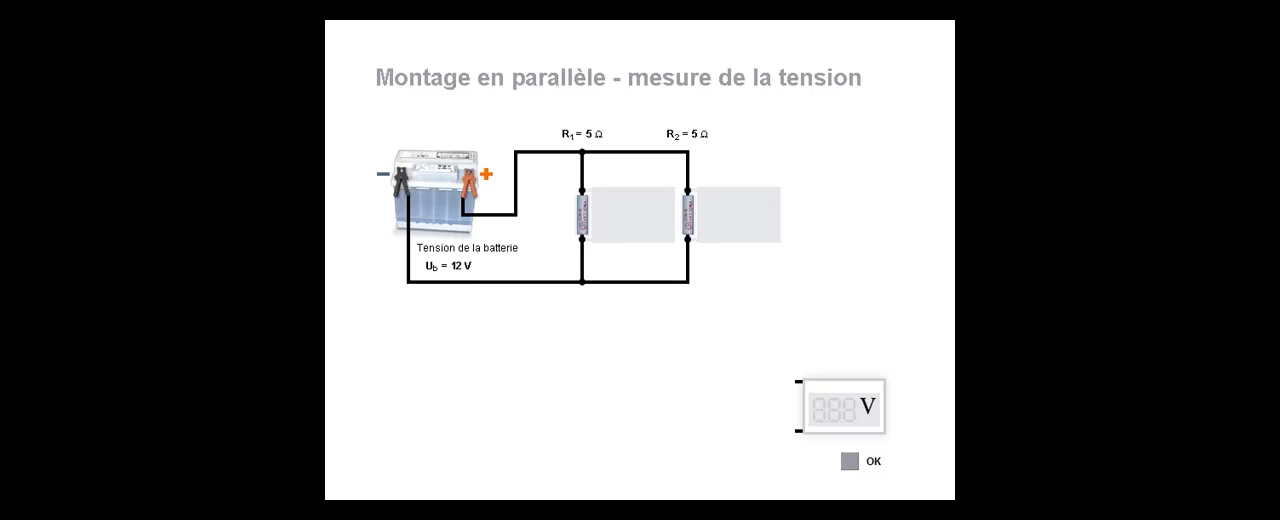 Montage en parallèle - mesure de la tension
R1 = 5 Ω
R2 = 5 Ω
− +
Tension de la batterie
Ub = 12 V
V
OK